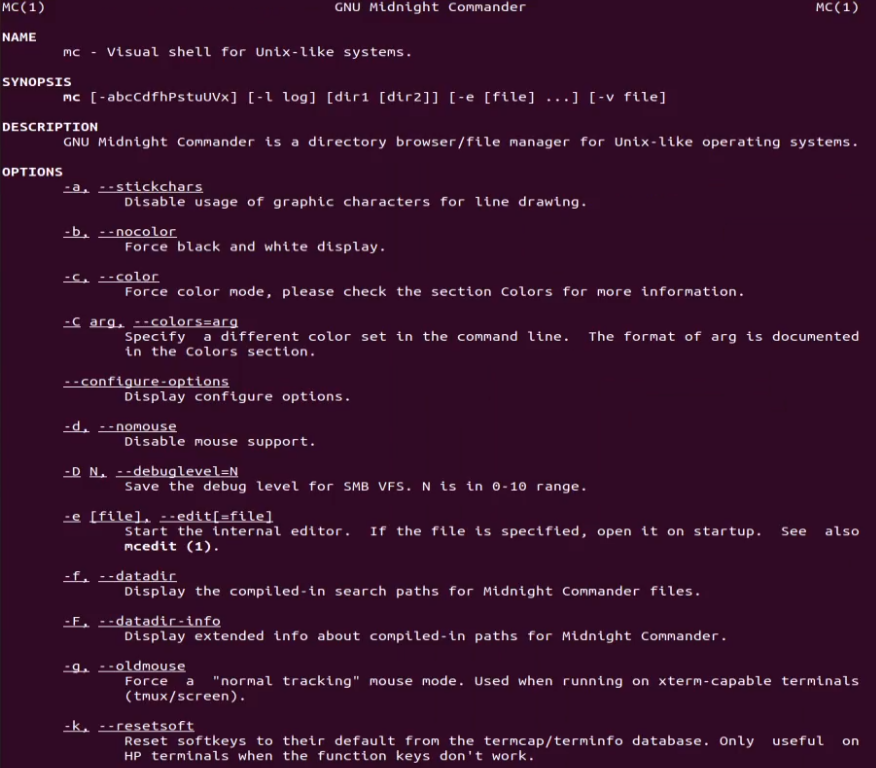 MC(1) GNU Midnight Commander MC(1)
NAME
mc - Visual shell for Unix-like systems.
SYNOPSIS
mc [-abcCdfhPstuUVx] [-l log] [dir1 [dir2]] [-e [file] ...] [-v file]
DESCRIPTION
GNU Midnight Commander is a directory browser/file manager for Unix-like operating systems.
OPTIONS
-a, --stickchars
Disable usage of graphic characters for line drawing.
-b, --nocolor
Force black and white display.
-c, --color
Force color mode, please check the section Colors for more information.
-C arg, --colors=arg
Specify a different color set in the command line. The format of arg is documented
in the Colors section.
--configure-options
Display configure options.
-d, --nomouse
Disable mouse support.
-D N, --debuglevel=N
Save the debug level for SMB VFS. N is in 0-10 range.
-e [file], --edit[=file]
Start the internal editor. If the file is specified, open it on startup. See also
mcedit (1).
-f, --datadir
Display the compiled-in search paths for Midnight Commander files.
-F, --datadir-info
Display extended info about compiled-in paths for Midnight Commander.
-g, --oldmouse
Force a "normal tracking" mouse mode. Used when running on xterm-capable terminals
(tmux/screen).
-k, --resetsoft
Reset softkeys to their default from the termcap/terminfo database. Only useful on
HP terminals when the function keys don't work.